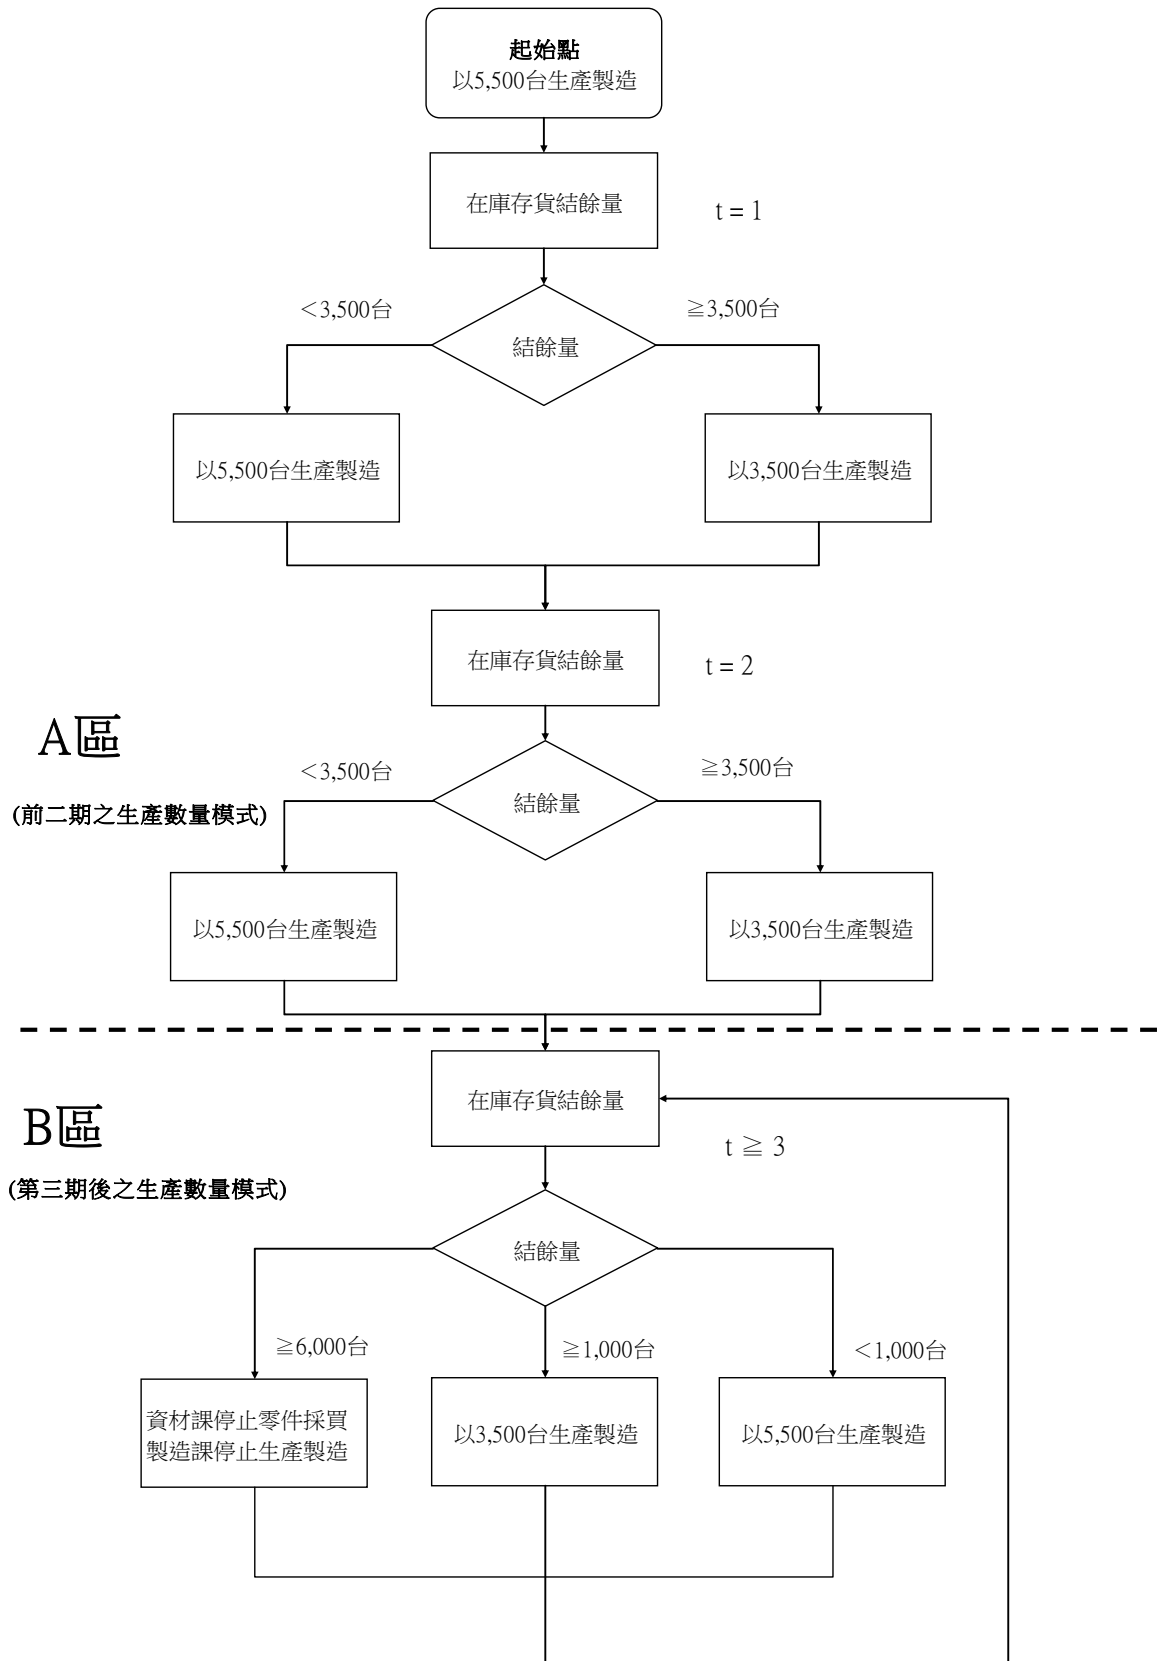 起始點
以5,500台生產製造
在庫存貨結餘量
t = 1
＜3,500台
≧3,500台
結餘量
以5,500台生產製造
以3,500台生產製造
在庫存貨結餘量
t = 2
A區
(前二期之生產數量模式)
＜3,500台
≧3,500台
結餘量
以5,500台生產製造
以3,500台生產製造
在庫存貨結餘量
B區
t ≧ 3
(第三期後之生產數量模式)
結餘量
≧6,000台
≧1,000台
＜1,000台
資材課停止零件採買
製造課停止生產製造
以3,500台生產製造
以5,500台生產製造